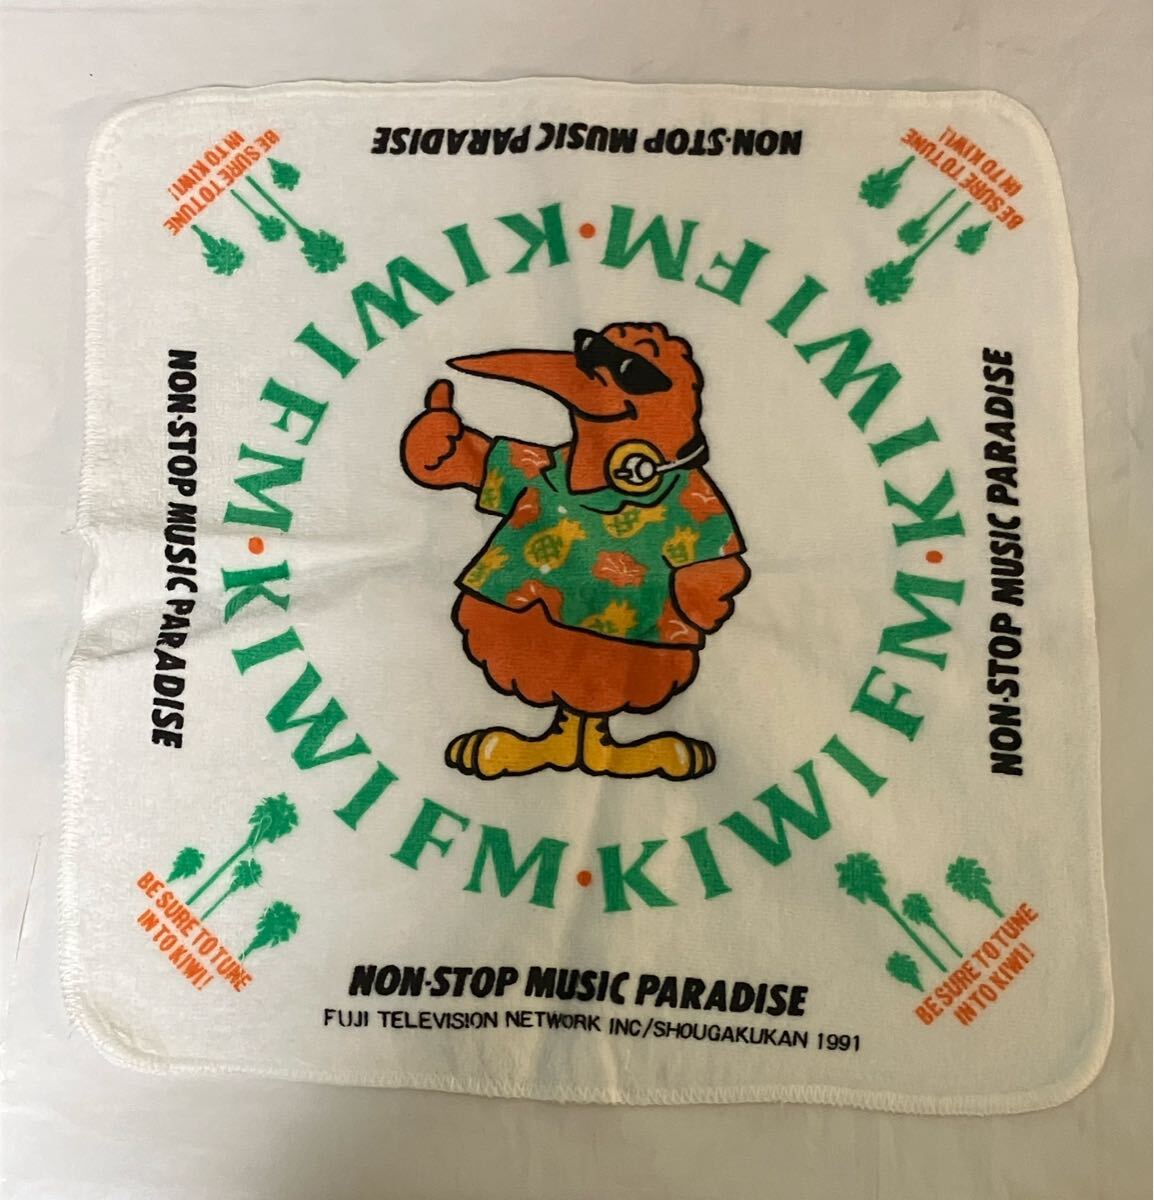 NON-STOP MUSIC PARADISE
BE SURE TO TUNE
IN TO KIWI!
BE SURE TO TUNE
IN TO KIWI!
KIWI FM·KIWI FM·KIWI FM·KIWI FM·
NON-STOP MUSIC PARADISE
NON-STOP MUSIC PARADISE
BE SURE TO TUNE
IN TO KIWI!
BE SURE TO TUNE
IN TO KIWI!
NON-STOP MUSIC PARADISE
FUJI TELEVISION NETWORK INC/SHOUGAKUKAN 1991